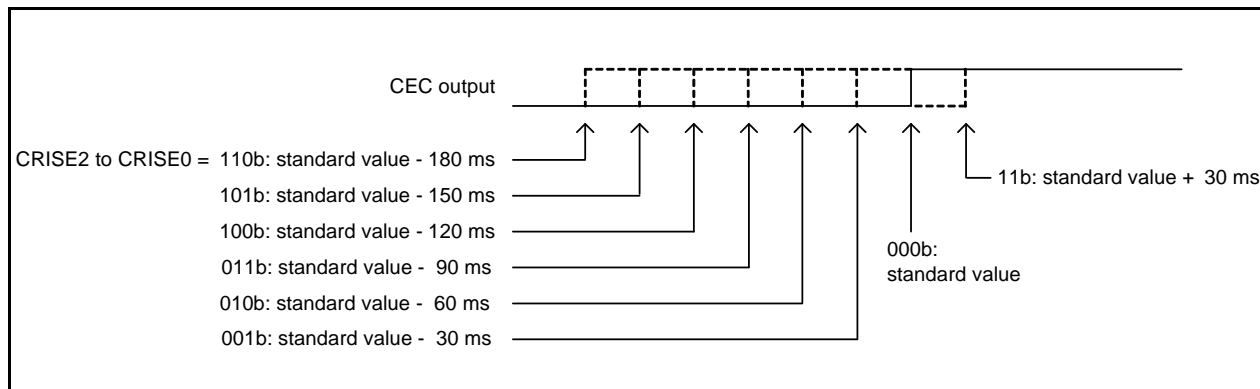 CEC output
CRISE2 to CRISE0 = 110b: standard value - 180 ms
101b: standard value - 150 ms
100b: standard value - 120 ms
011b: standard value - 90 ms
010b: standard value - 60 ms
001b: standard value - 30 ms
11b: standard value + 30 ms
000b:
standard value